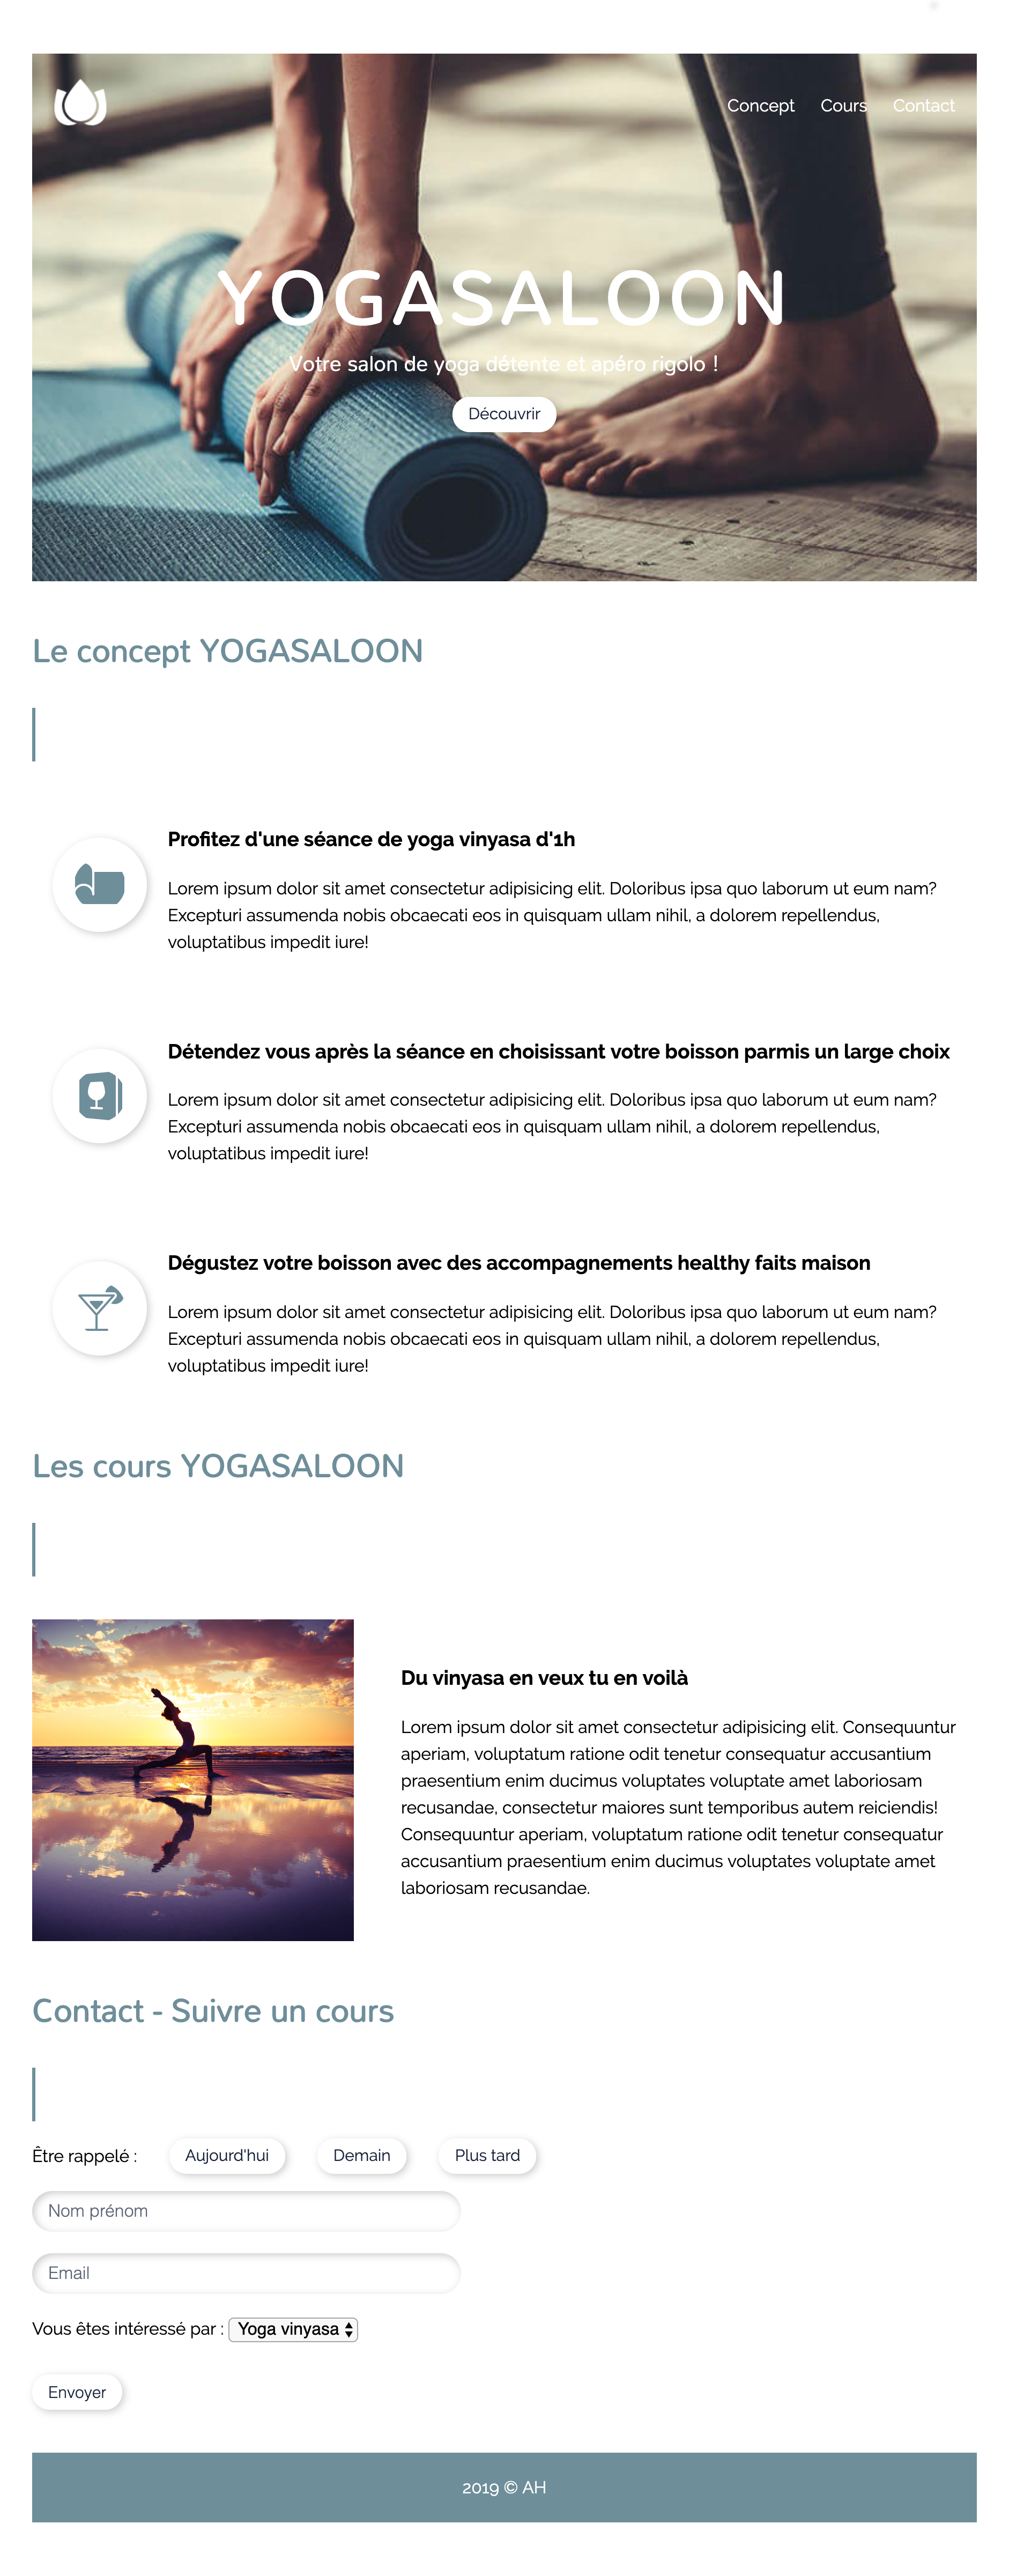 Concept Cours Contact
YOGASALOON
Votre salon de yoga détente et apéro rigolo !
Découvrir
Le concept YOGASALOON
Profitez d'une séance de yoga vinyasa d'1h
Lorem ipsum dolor sit amet consectetur adipisicing elit. Doloribus ipsa quo laborum ut eum nam?
Excepturi assumenda nobis obcaecati eos in quisquam ullam nihil, a dolorem repellendus,
voluptatibus impedit iure!
Détendez vous après la séance en choisissant votre boisson parmis un large choix
Lorem ipsum dolor sit amet consectetur adipisicing elit. Doloribus ipsa quo laborum ut eum nam?
Excepturi assumenda nobis obcaecati eos in quisquam ullam nihil, a dolorem repellendus,
voluptatibus impedit iure!
Dégustez votre boisson avec des accompagnements healthy faits maison
Lorem ipsum dolor sit amet consectetur adipisicing elit. Doloribus ipsa quo laborum ut eum nam?
Excepturi assumenda nobis obcaecati eos in quisquam ullam nihil, a dolorem repellendus,
voluptatibus impedit iure!
Les cours YOGASALOON
Du vinyasa en veux tu en voilà
Lorem ipsum dolor sit amet consectetur adipisicing elit. Consequuntur
aperiam, voluptatum ratione odit tenetur consequatur accusantium
praesentium enim ducimus voluptates voluptate amet laboriosam
recusandae, consectetur maiores sunt temporibus autem reiciendis!
Consequuntur aperiam, voluptatum ratione odit tenetur consequatur
accusantium praesentium enim ducimus voluptates voluptate amet
laboriosam recusandae.
Contact - Suivre un cours
Être rappelé : Aujourd'hui Demain Plus tard
Nom prénom
Email
Vous êtes intéressé par : Yoga vinyasa
Envoyer
2019 © AH